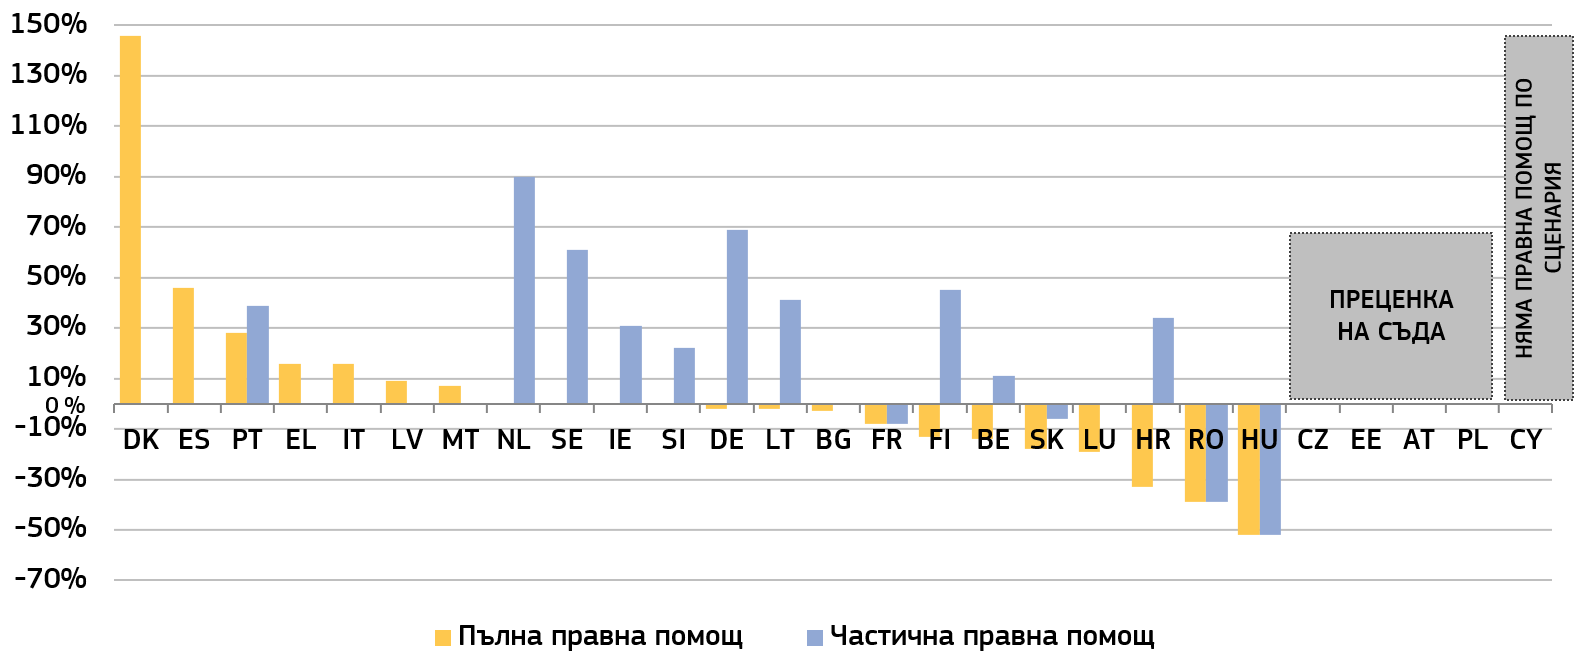 150%
130%
110%
90%
70%
50%
30%
10%
0%
-10%
-30%
-50%
-70%
DK ES PT EL IT LV MT NL SE IE SI DE LT BG FR FI BE SK LU HR RO HU CZ EE AT PL CY
ПРЕЦЕНКА
НА СЪДА
НЯМА ПРАВНА ПОМОЩ ПО
СЦЕНАРИЯ
Пълна правна помощ Частична правна помощ